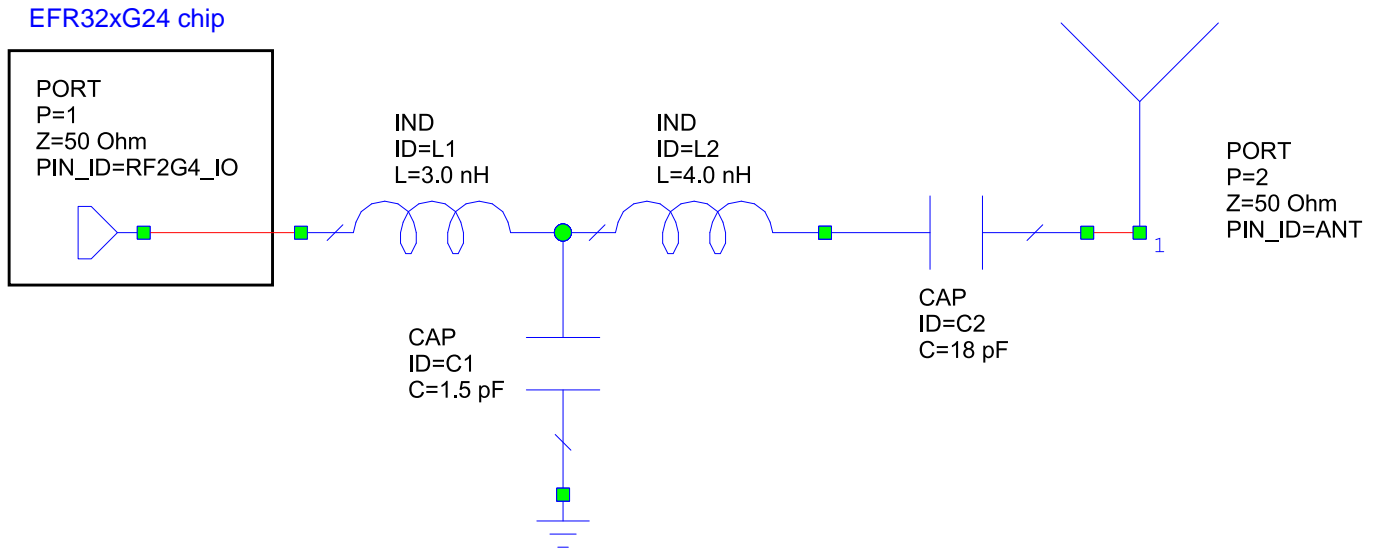 EFR32xG24 chip
PORT
P=1
Z=50 Ohm
PIN_ID=RF2G4_IO
IND
ID=L1
L=3.0 nH
IND
ID=L2
L=4.0 nH
PORT
P=2
Z=50 Ohm
PIN_ID=ANT
1
CAP
ID=C1
C=1.5 pF
CAP
ID=C2
C=18 pF